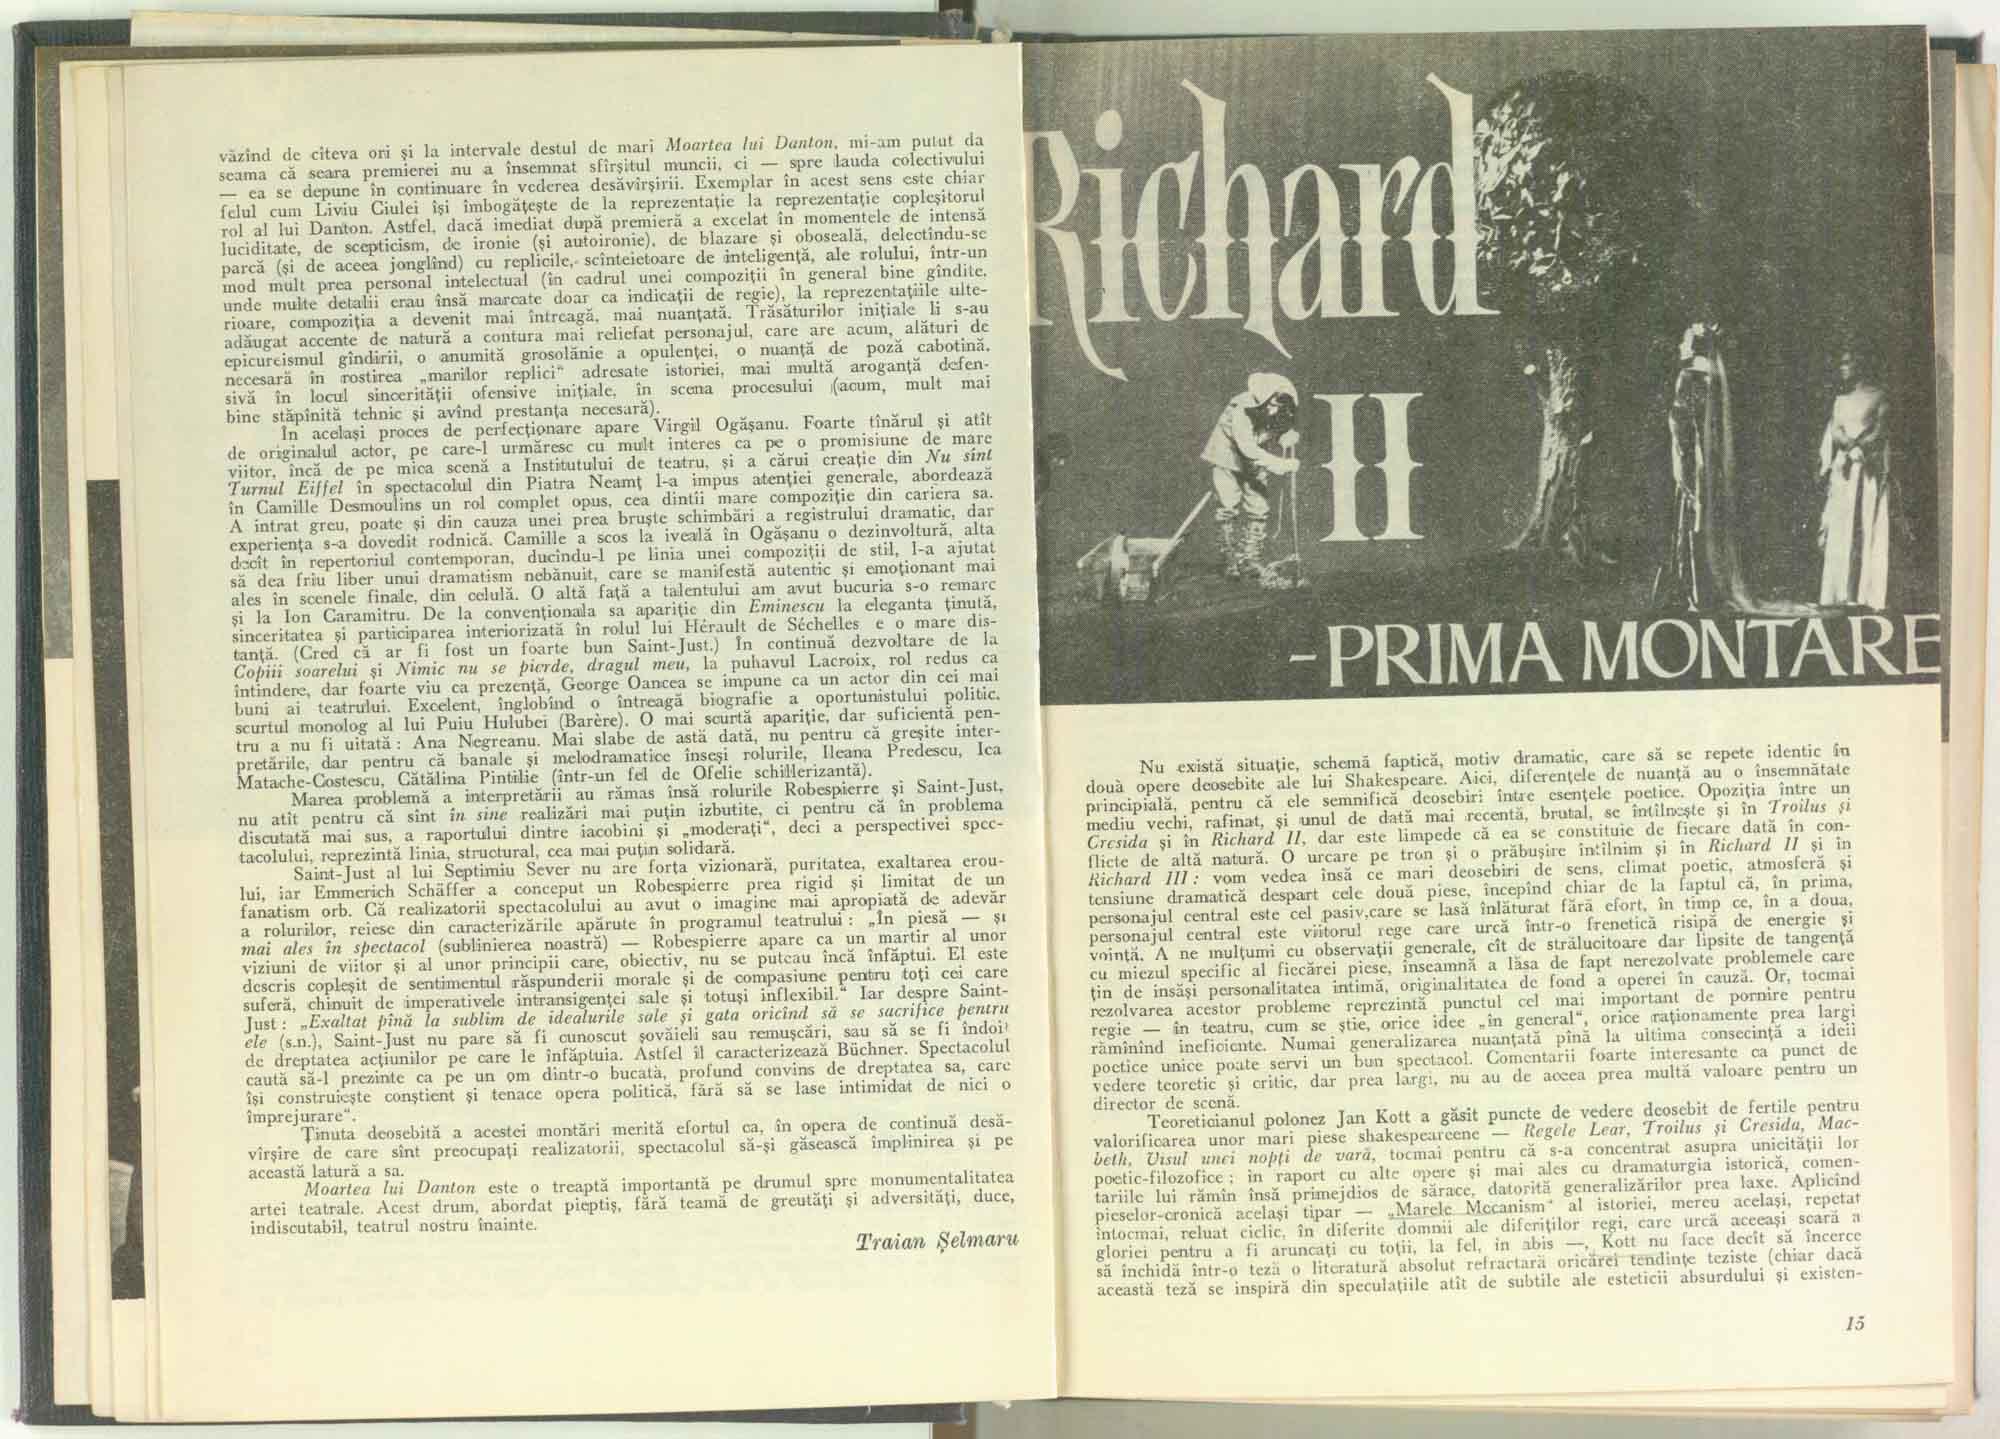 văzînd de cîteva ori și la intervale destul de mari Moartea lui Danton, mi-am putut da
seama că seara premierei nu a însemnat sfîrșitul muncii, ci — spre lauda colectivului
— ea se depune în continuare în vederea desăvîrșirii. Exemplar în acest sens este chiar
felul cum Liviu Ciulei își îmbogățește de la reprezentație la reprezentație copleșitorul
rol al lui Danton. Astfel, dacă imediat după premieră a excelat în momentele de intensă
luciditate, de scepticism, de ironie (și autoironie), de blazare și oboseală, delectîndu-se
parcă (și de aceea jonglînd) cu replicile, scînteietoare de inteligență, ale rolului, într-un
mod mult prea personal intelectual (în cadrul unei compoziții în general bine gîndite,
unde multe detalii erau însă marcate doar ca indicații de regie), la reprezentațiile ulte-
rioare, compoziția a devenit mai întreagă, mai nuanțată. Trăsăturilor inițiale li s-au
adăugat accente de natură a contura mai reliefat personajul, care are acum, alături de
epicureismul gîndirii, o anumită grosolănie a opulenței, o nuanță de poză cabotină,
necesară în rostirea „marilor replici“ adresate istoriei, mai multă aroganță defen-
sivă în locul sincerității ofensive inițiale, în scena procesului (acum, mult mai
bine stăpînită tehnic și avînd prestanța necesară).
În același proces de perfecționare apare Virgil Ogășanu. Foarte tînărul și atît
de originalul actor, pe care-l urmăresc cu mult interes ca pe o promisiune de mare
viitor, încă de pe mica scenă a Institutului de teatru, și a cărui creație din Nu sînt
Turnul Eiffel în spectacolul din Piatra Neamț l-a impus atenției generale, abordează
în Camille Desmoulins un rol complet opus, cea dintîi mare compoziție din cariera sa.
A intrat greu, poate și din cauza unei prea bruște schimbări a registrului dramatic, dar
experiența s-a dovedit rodnică. Camille a scos la iveală în Ogășanu o dezinvoltură, alta
decît în repertoriul contemporan, ducîndu-l pe linia unei compoziții de stil, l-a ajutat
să dea frîu liber unui dramatism nebănuit, care se manifestă autentic și emoționant mai
ales în scenele finale, din celulă. O altă față a talentului am avut bucuria s-o remarc
și la Ion Caramitru. De la convenționala sa apariție din Eminescu la eleganta ținută,
sinceritatea și participarea interiorizată în rolul lui Hérault de Séchelles e o mare dis-
tanță. (Cred că ar fi fost un foarte bun Saint-Just.) În continuă dezvoltare de la
Copiii soarelui și Nimic nu se pierde, dragul meu, la puhavul Lacroix, rol redus ca
întindere, dar foarte viu ca prezență, George Oancea se impune ca un actor din cei mai
buni ai teatrului. Excelent, înglobînd o întreagă biografie a oportunistului politic,
scurtul monolog al lui Puiu Hulubei (Barère). O mai scurtă apariție, dar suficientă pen-
tru a nu fi uitată : Ana Negreanu. Mai slabe de astă dată, nu pentru că greșite inter-
pretările, dar pentru că banale și melodramatice înseși rolurile, Ileana Predescu, Ica
Matache-Costescu, Cătălina Pintilie (într-un fel de Ofelie schillerizantă).
Marea problemă a interpretării au rămas însă rolurile Robespierre și Saint-Just,
nu atît pentru că sînt în sine realizări mai puțin izbutite, ci pentru că în problema
discutată mai sus, a raportului dintre iacobini și „moderați“, deci a perspectivei spec-
tacolului, reprezintă linia, structural, cea mai puțin solidară.
Saint-Just al lui Septimiu Sever nu are forța vizionară, puritatea, exaltarea erou-
lui, iar Emmerich Schäffer a conceput un Robespierre prea rigid și limitat de un
fanatism orb. Că realizatorii spectacolului au avut o imagine mai apropiată de adevăr
a rolurilor, reiese din caracterizările apărute în programul teatrului : „În piesă — și
mai ales în spectacol (sublinierea noastră) — Robespierre apare ca un martir al unor
viziuni de viitor și al unor principii care, obiectiv, nu se puteau încă înfăptui. El este
descris copleșit de sentimentul răspunderii morale și de compasiune pentru toți cei care
suferă, chinuit de imperativele intransigenței sale și totuși inflexibil.“ Iar despre Saint-
Just : „Exaltat pînă la sublim de idealurile sale și gata oricînd să se sacrifice pentru
ele (s.n.), Saint-Just nu pare să fi cunoscut șovăieli sau remușcări, sau să se fi îndoit
de dreptatea acțiunilor pe care le înfăptuia. Astfel îl caracterizează Büchner. Spectacolul
caută să-l prezinte ca pe un om dintr-o bucată, profund convins de dreptatea sa, care
își construiește conștient și tenace opera politică, fără să se lase intimidat de nici o
împrejurare“.
Ținuta deosebită a acestei montări merită efortul ca, în opera de continuă desă-
vîrșire de care sînt preocupați realizatorii, spectacolul să-și găsească împlinirea și pe
această latură a sa.
Moartea lui Danton este o treaptă importantă pe drumul spre monumentalitatea
artei teatrale. Acest drum, abordat pieptiș, fără teamă de greutăți și adversități, duce,
indiscutabil, teatrul nostru înainte.
Traian Șelmaru
Richard
II
-PRIMA MONTARE
Nu există situație, schemă faptică, motiv dramatic, care să se repete identic în
două opere deosebite ale lui Shakespeare. Aici, diferențele de nuanță au o însemnătate
principială, pentru că ele semnifică deosebiri între esențele poetice. Opoziția între un
mediu vechi, rafinat, și unul de dată mai recentă, brutal, se întîlnește și în Troilus și
Cresida și în Richard II, dar este limpede că ea se constituie de fiecare dată în con-
flicte de altă natură. O urcare pe tron și o prăbușire întîlnim și în Richard II și în
Richard III : vom vedea însă ce mari deosebiri de sens, climat poetic, atmosferă și
tensiune dramatică despart cele două piese, începînd chiar de la faptul că, în prima,
personajul central este cel pasiv,care se lasă înlăturat fără efort, în timp ce, în a doua,
personajul central este viitorul rege care urcă într-o frenetică risipă de energie și
voință. A ne mulțumi cu observații generale, cît de strălucitoare dar lipsite de tangență
cu miezul specific al fiecărei piese, înseamnă a lăsa de fapt nerezolvate problemele care
țin de însăși personalitatea intimă, originalitatea de fond a operei în cauză. Or, tocmai
rezolvarea acestor probleme reprezintă punctul cel mai important de pornire pentru
regie — în teatru, cum se știe, orice idee „în general“, orice raționamente prea largi
rămînînd ineficiente. Numai generalizarea nuanțată pînă la ultima consecință a ideii
poetice unice poate servi un bun spectacol. Comentarii foarte interesante ca punct de
vedere teoretic și critic, dar prea largi, nu au de aceea prea multă valoare pentru un
director de scenă.
Teoreticianul polonez Jan Kott a găsit puncte de vedere deosebit de fertile pentru
valorificarea unor mari piese shakespeareene — Regele Lear, Troilus și Cresida, Mac-
beth, Visul unei nopți de vară, tocmai pentru că s-a concentrat asupra unicității lor
poetic-filozofice ; în raport cu alte opere și mai ales cu dramaturgia istorică, comen-
tariile lui rămîn însă primejdios de sărace, datorită generalizărilor prea laxe. Aplicînd
pieselor-cronică același tipar — „Marele Mecanism“ al istoriei, mereu același, repetat
întocmai, reluat ciclic, în diferite domnii ale diferiților regi, care urcă aceeași scară a
gloriei pentru a fi aruncați cu toții, la fel, în abis —, Kott nu face decît să încerce
să închidă într-o teză o literatură absolut refractară oricărei tendințe teziste (chiar dacă
această teză se inspiră din speculațiile atît de subtile ale esteticii absurdului și existen-
15